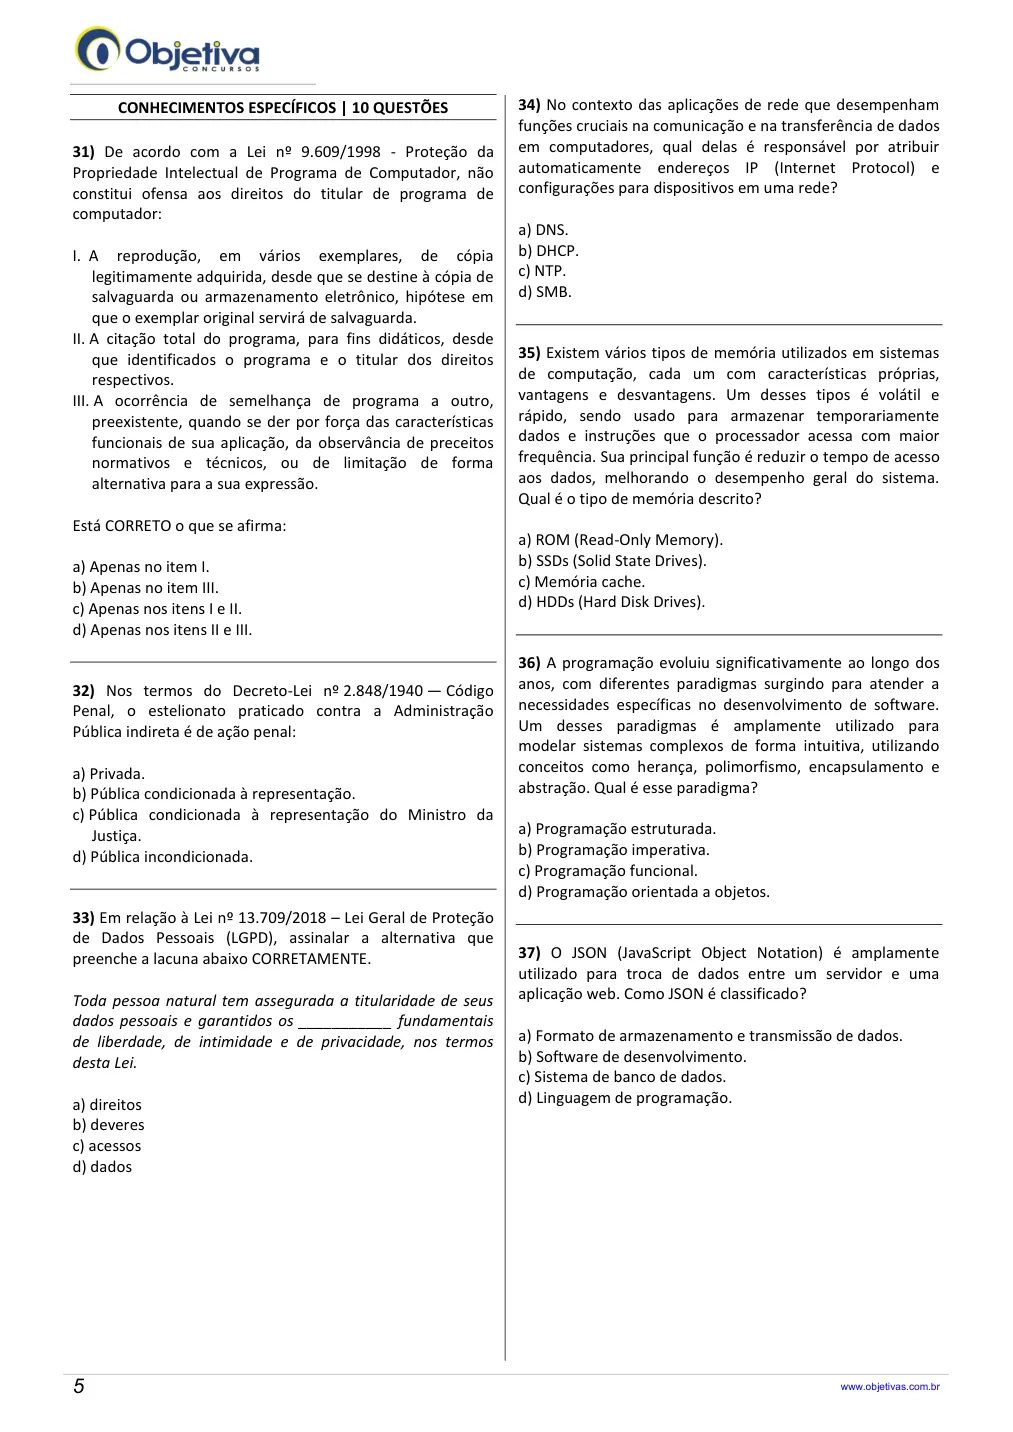 Objetiva
CONCURSOS
CONHECIMENTOS ESPECÍFICOS | 10 QUESTÕES
31) De acordo com a Lei nº 9.609/1998 - Proteção da
Propriedade Intelectual de Programa de Computador, não
constitui ofensa aos direitos do titular de programa de
computador:
I. A reprodução, em vários exemplares, de cópia
legitimamente adquirida, desde que se destine à cópia de
salvaguarda ou armazenamento eletrônico, hipótese em
que o exemplar original servirá de salvaguarda.
II. A citação total do programa, para fins didáticos, desde
que identificados o programa e o titular dos direitos
respectivos.
III. A ocorrência de semelhança de programa a outro,
preexistente, quando se der por força das características
funcionais de sua aplicação, da observância de preceitos
normativos e técnicos, ou de limitação de forma
alternativa para a sua expressão.
Está CORRETO o que se afirma:
a) Apenas no item I.
b) Apenas no item III.
c) Apenas nos itens I e II.
d) Apenas nos itens II e III.
32) Nos termos do Decreto-Lei nº 2.848/1940 — Código
Penal, o estelionato praticado contra a Administração
Pública indireta é de ação penal:
a) Privada.
b) Pública condicionada à representação.
c) Pública condicionada à representação do Ministro da
Justiça.
d) Pública incondicionada.
33) Em relação à Lei nº 13.709/2018 – Lei Geral de Proteção
de Dados Pessoais (LGPD), assinalar a alternativa que
preenche a lacuna abaixo CORRETAMENTE.
Toda pessoa natural tem assegurada a titularidade de seus
dados pessoais e garantidos os ___________ fundamentais
de liberdade, de intimidade e de privacidade, nos termos
desta Lei.
a) direitos
b) deveres
c) acessos
d) dados
34) No contexto das aplicações de rede que desempenham
funções cruciais na comunicação e na transferência de dados
em computadores, qual delas é responsável por atribuir
automaticamente endereços IP (Internet Protocol) e
configurações para dispositivos em uma rede?
a) DNS.
b) DHCP.
c) NTP.
d) SMB.
35) Existem vários tipos de memória utilizados em sistemas
de computação, cada um com características próprias,
vantagens e desvantagens. Um desses tipos é volátil e
rápido, sendo usado para armazenar temporariamente
dados e instruções que o processador acessa com maior
frequência. Sua principal função é reduzir o tempo de acesso
aos dados, melhorando o desempenho geral do sistema.
Qual é o tipo de memória descrito?
a) ROM (Read-Only Memory).
b) SSDs (Solid State Drives).
c) Memória cache.
d) HDDs (Hard Disk Drives).
36) A programação evoluiu significativamente ao longo dos
anos, com diferentes paradigmas surgindo para atender a
necessidades específicas no desenvolvimento de software.
Um desses paradigmas é amplamente utilizado para
modelar sistemas complexos de forma intuitiva, utilizando
conceitos como herança, polimorfismo, encapsulamento e
abstração. Qual é esse paradigma?
a) Programação estruturada.
b) Programação imperativa.
c) Programação funcional.
d) Programação orientada a objetos.
37) O JSON (JavaScript Object Notation) é amplamente
utilizado para troca de dados entre um servidor e uma
aplicação web. Como JSON é classificado?
a) Formato de armazenamento e transmissão de dados.
b) Software de desenvolvimento.
c) Sistema de banco de dados.
d) Linguagem de programação.
5
www.objetivas.com.br